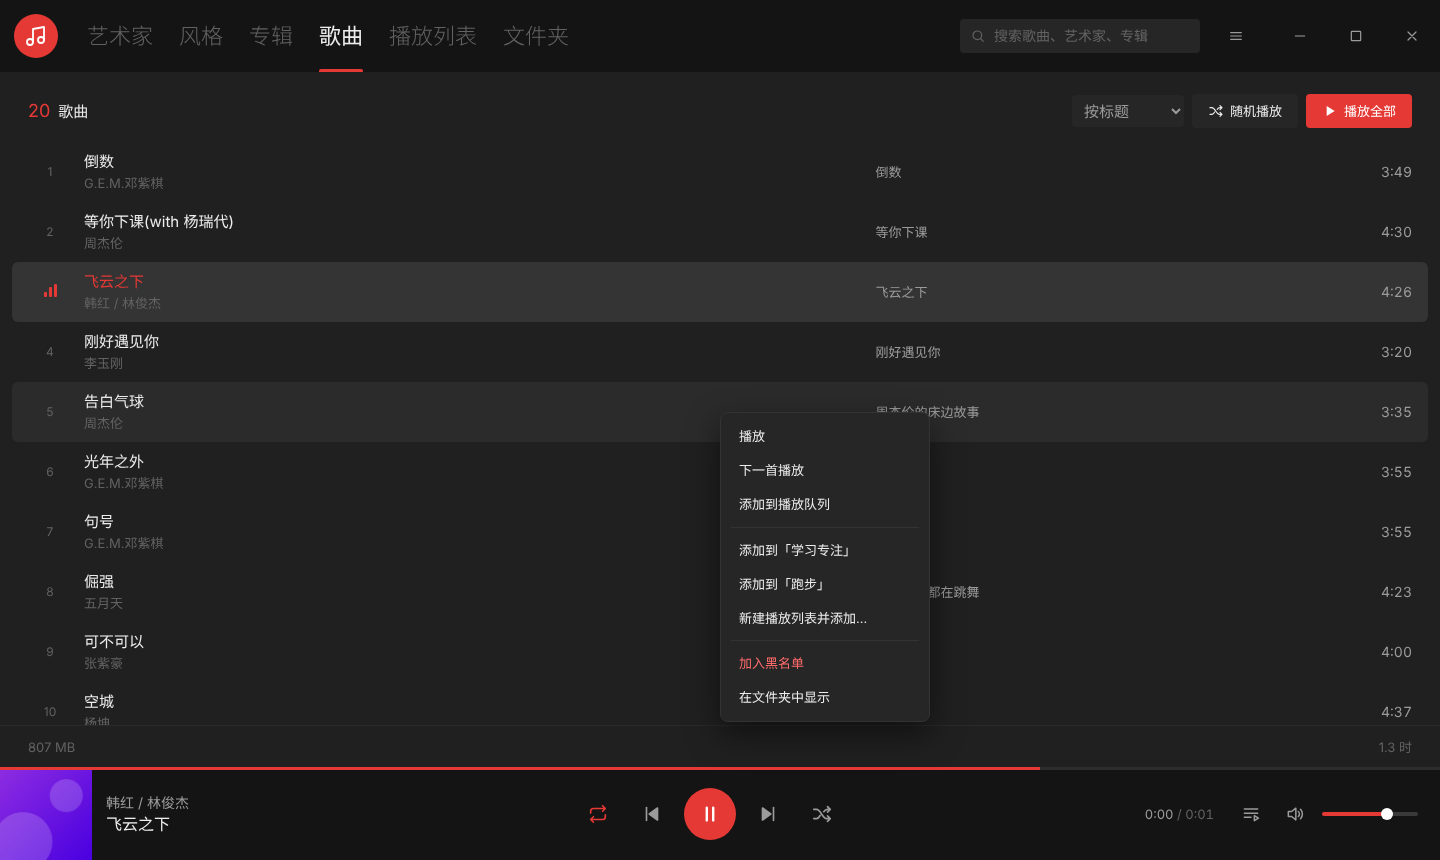 艺术家 风格 专辑 歌曲 播放列表 文件夹 搜索歌曲、艺术家、专辑
20 歌曲 按标题 随机播放 播放全部
1 倒数 倒数 3:49
G.E.M.邓紫棋
2 等你下课(with 杨瑞代) 等你下课 4:30
周杰伦
飞云之下 飞云之下 4:26
韩红 / 林俊杰
4 刚好遇见你 刚好遇见你 3:20
李玉刚
5 告白气球 周杰伦的床边故事 3:35
周杰伦
6 光年之外 3:55
G.E.M.邓紫棋
7 句号 3:55
G.E.M.邓紫棋
8 倔强 都在跳舞 4:23
五月天
9 可不可以 4:00
张紫豪
10 空城 4:37
杨坤
播放
下一首播放
添加到播放队列
添加到「学习专注」
添加到「跑步」
新建播放列表并添加...
加入黑名单
在文件夹中显示
807 MB 1.3 时
韩红 / 林俊杰
飞云之下
0:00 / 0:01